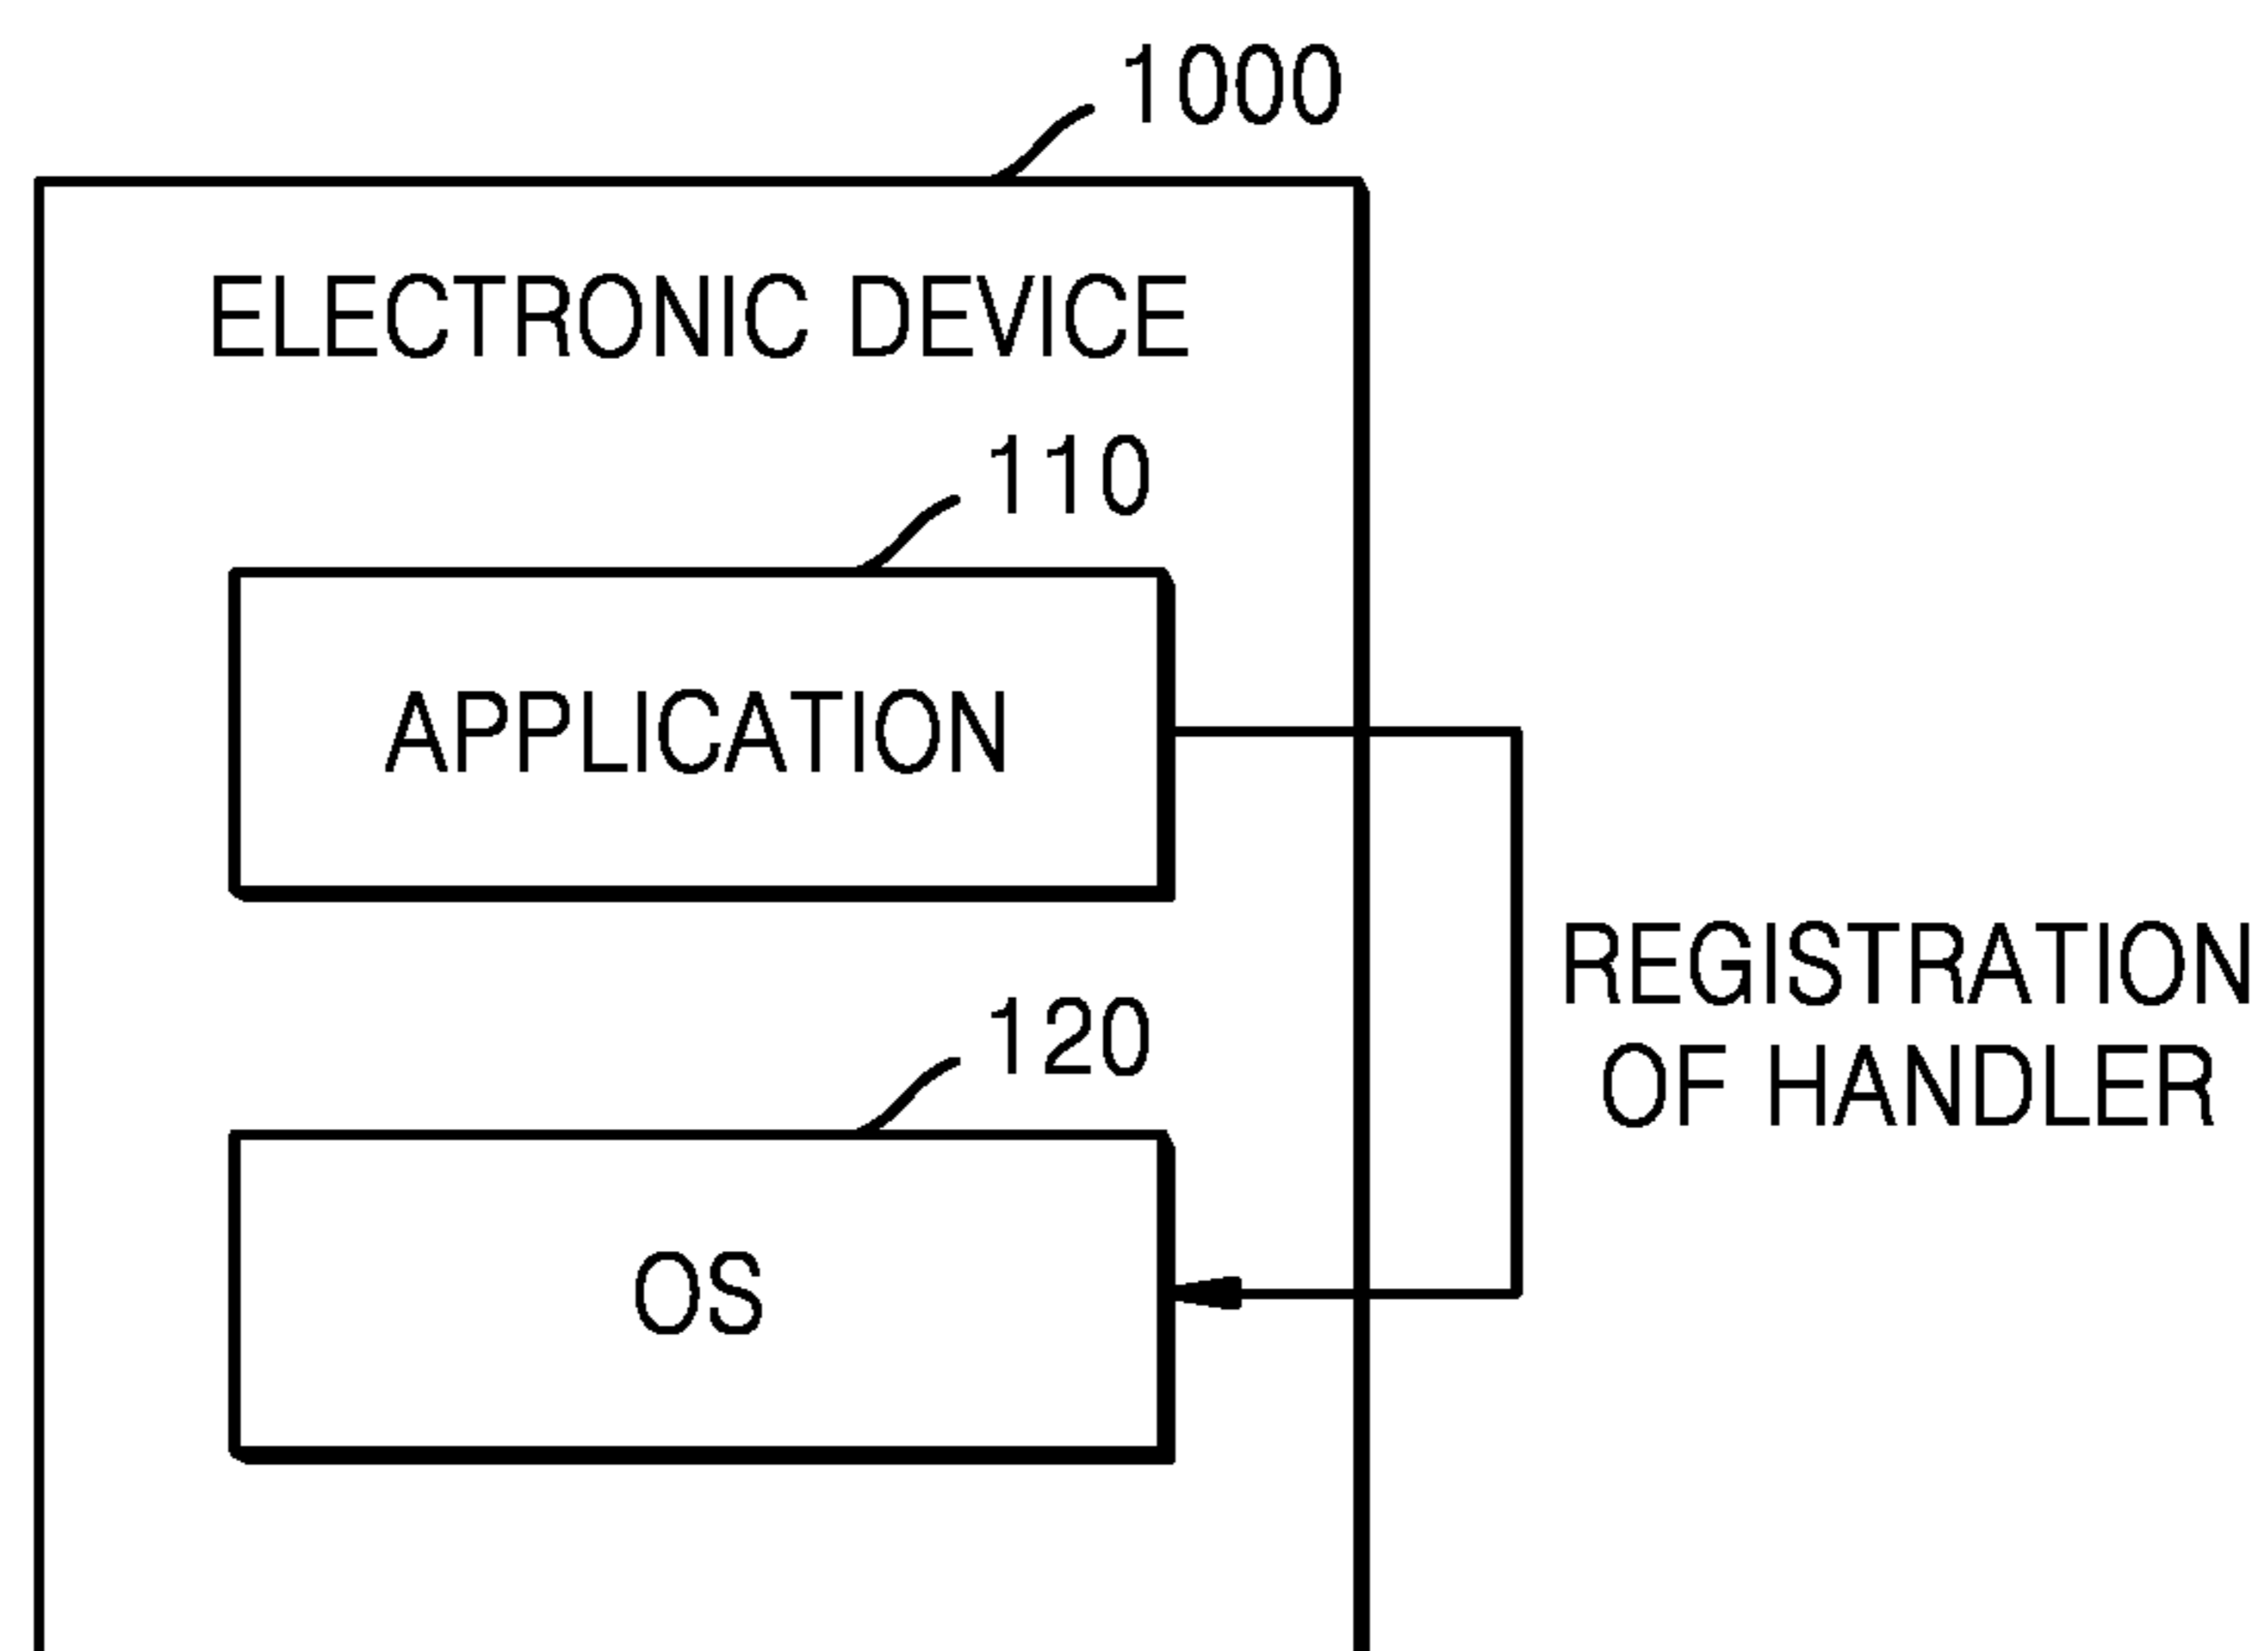 1000
ELECTRONIC DEVICE
110
APPLICATION
REGISTRATION
OF HANDLER
120
OS